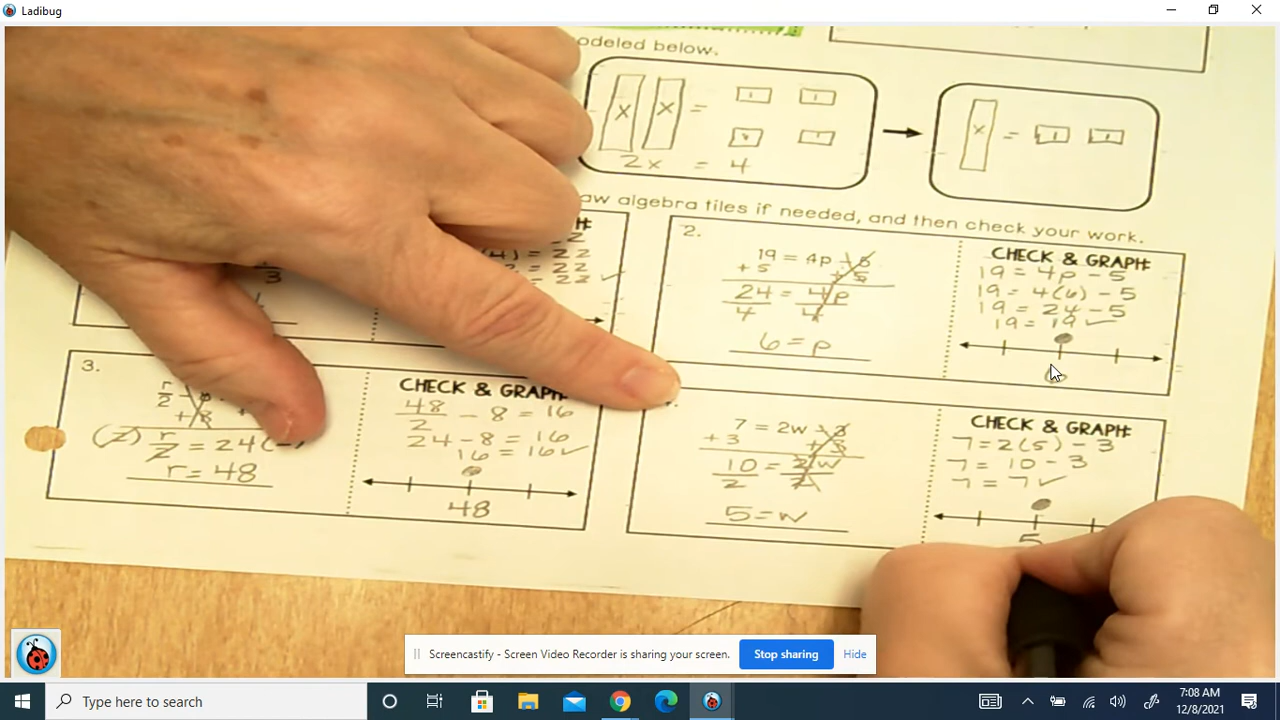 Ladibug
odeled below.
X X =
2x = 4
x =
aw algebra tiles if needed, and then check your work.
= 22
= 22 ✓
2.
19 = 4p - 5
+5 +5
24 = 4p
4 4
6 = p
CHECK & GRAPH:
19 = 4p - 5
19 = 4(6) - 5
19 = 24 - 5
19 = 19 ✓
6
3.
r/2 - 8
+ 8
(2) r/2 = 24
r = 48
CHECK & GRAPH:
48/2 - 8 = 16
24 - 8 = 16
16 = 16 ✓
48
7 = 2w - 3
+3 +3
10 = 2w
2 2
5 = w
CHECK & GRAPH:
7 = 2(5) - 3
7 = 10 - 3
7 = 7 ✓
5
Screencastify - Screen Video Recorder is sharing your screen.
Stop sharing
Hide
Type here to search
7:08 AM
12/8/2021